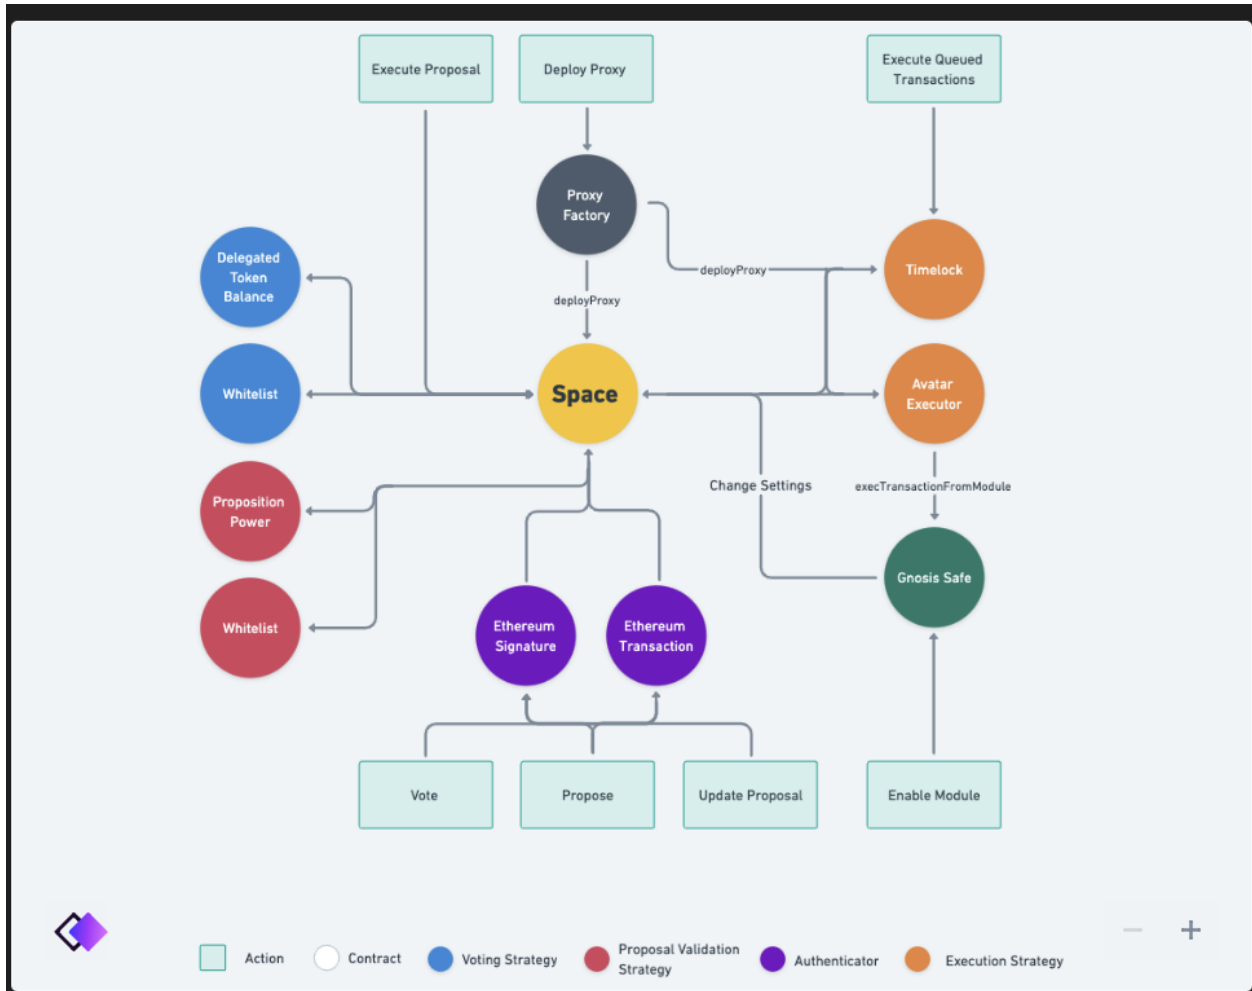 Execute Proposal
Deploy Proxy
Execute Queued
Transactions
Proxy
Factory
Delegated
Token
Balance
deployProxy
Timelock
deployProxy
Whitelist
Space
Avatar
Executor
Change Settings
execTransactionFromModule
Proposition
Power
Gnosis Safe
Whitelist
Ethereum
Signature
Ethereum
Transaction
Vote
Propose
Update Proposal
Enable Module
Action
Contract
Voting Strategy
Proposal Validation
Strategy
Authenticator
Execution Strategy